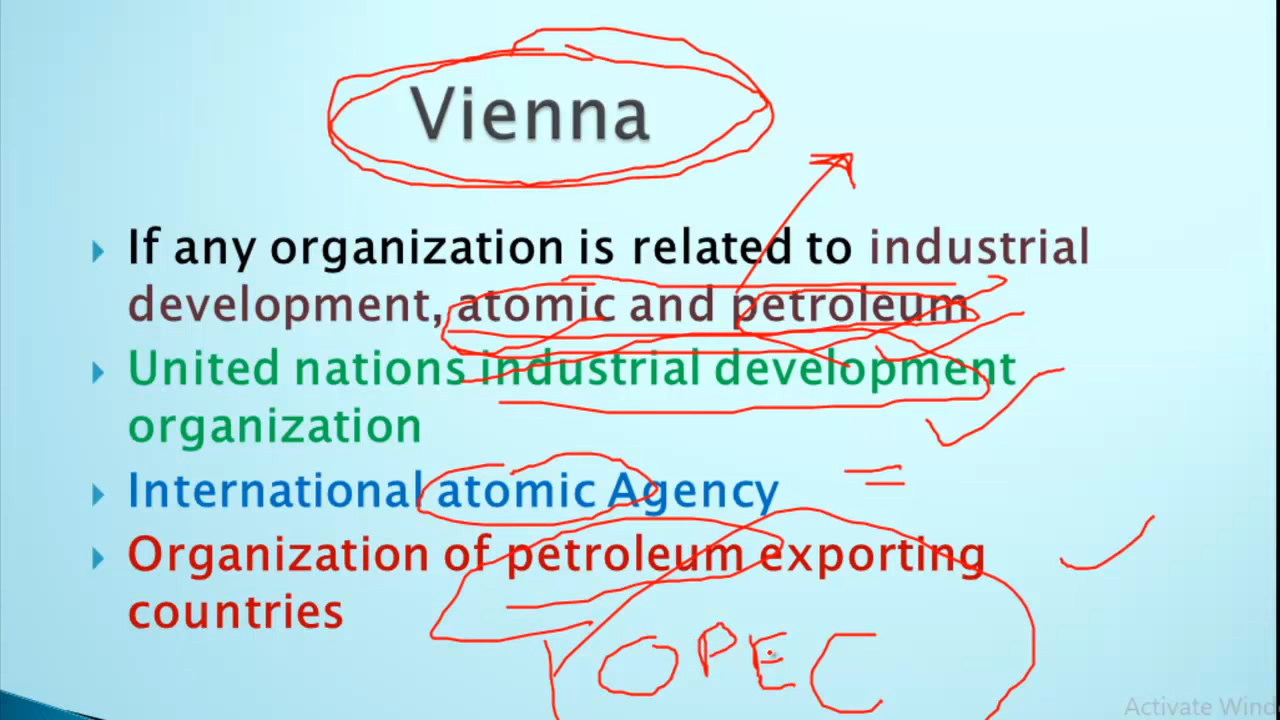 Vienna
If any organization is related to industrial
development, atomic and petroleum
United nations industrial development
organization
International atomic Agency
Organization of petroleum exporting
countries
OPEC
Activate Wind